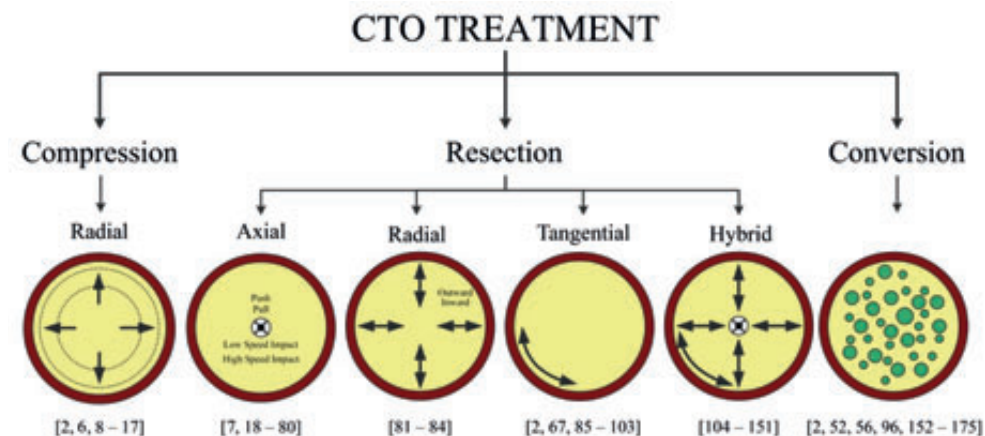 CTO TREATMENT
Compression
Resection
Conversion
Radial
Axial
Radial
Tangential
Hybrid
Push
Pull
Low Speed Impact
High Speed Impact
Outward
Inward
[2, 6, 8 – 17]
[7, 18 – 80]
[81 – 84]
[2, 67, 85 – 103]
[104 – 151]
[2, 52, 56, 96, 152 – 175]